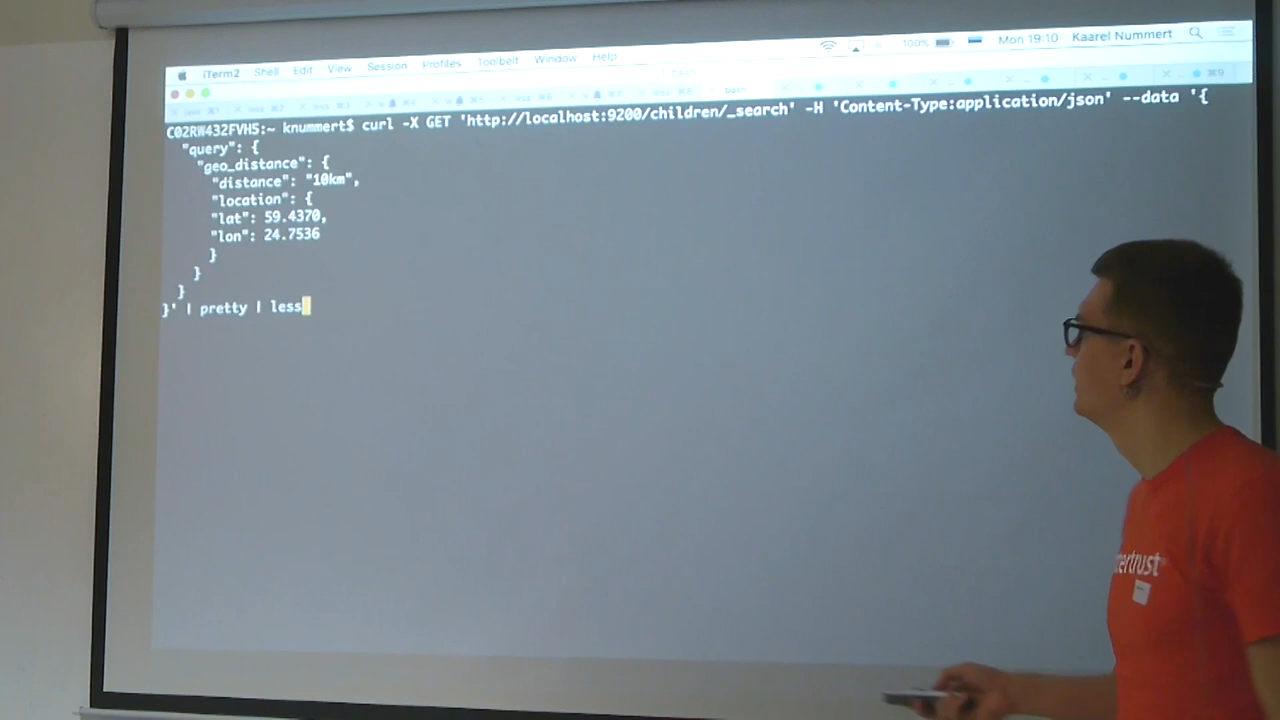 iTerm2 Shell Edit View Session Profiles Toolbelt Window Help 100% Mon 19:10 Kaarel Nummert
bash
C02RW432FVH5:~ knummert$ curl -X GET 'http://localhost:9200/children/_search' -H 'Content-Type:application/json' --data '{
"query": {
"geo_distance": {
"distance": "10km",
"location": {
"lat": 59.4370,
"lon": 24.7536
}
}
}
}' | pretty | less